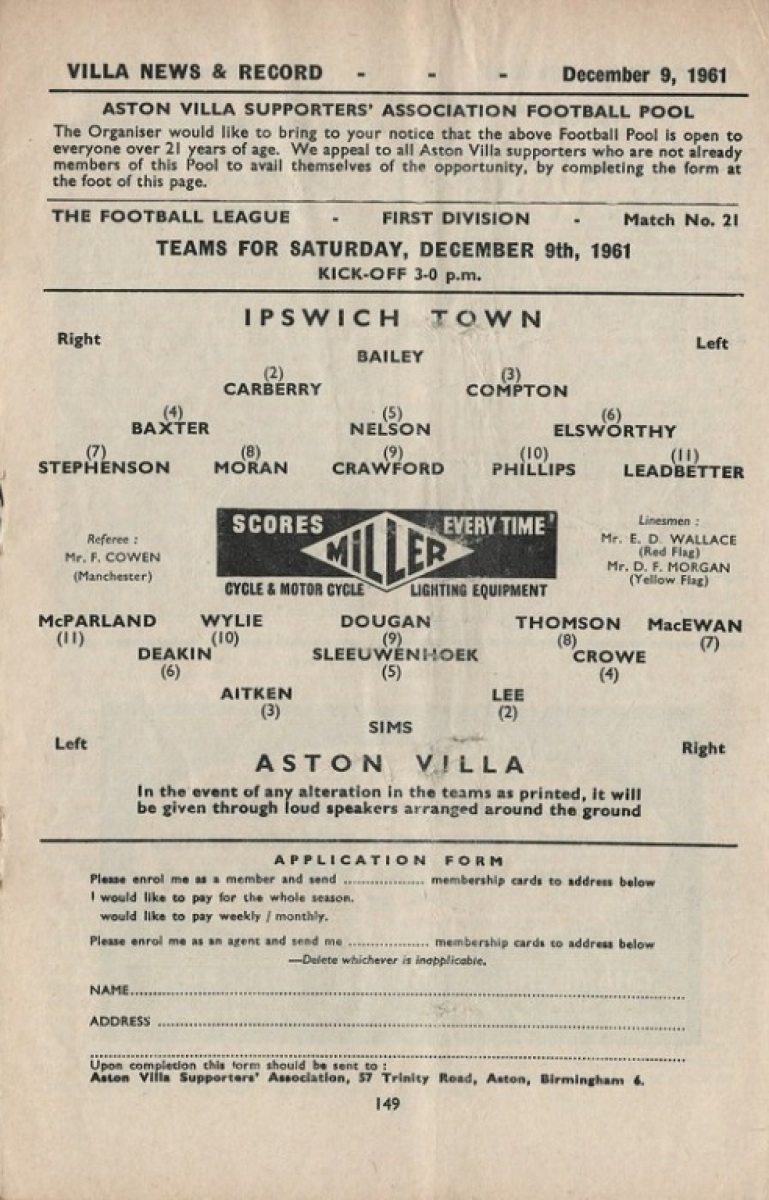 VILLA NEWS & RECORD - - - December 9, 1961
ASTON VILLA SUPPORTERS' ASSOCIATION FOOTBALL POOL
The Organiser would like to bring to your notice that the above Football Pool is open to
everyone over 21 years of age. We appeal to all Aston Villa supporters who are not already
members of this Pool to avail themselves of the opportunity, by completing the form at
the foot of this page.
THE FOOTBALL LEAGUE - FIRST DIVISION - Match No. 21
TEAMS FOR SATURDAY, DECEMBER 9th, 1961
KICK-OFF 3-0 p.m.
IPSWICH TOWN
Right Left
BAILEY
(2) (3)
CARBERRY COMPTON
(4) (5) (6)
BAXTER NELSON ELSWORTHY
(7) (8) (9) (10) (11)
STEPHENSON MORAN CRAWFORD PHILLIPS LEADBETTER
Referee :
Mr. F. COWEN
(Manchester)
SCORES MILLER EVERY TIME
CYCLE & MOTOR CYCLE LIGHTING EQUIPMENT
Linesmen :
Mr. E. D. WALLACE
(Red Flag)
Mr. D. F. MORGAN
(Yellow Flag)
McPARLAND WYLIE DOUGAN THOMSON MacEWAN
(11) (10) (9) (8) (7)
DEAKIN SLEEUWENHOEK CROWE
(6) (5) (4)
AITKEN LEE
(3) (2)
SIMS
Left Right
ASTON VILLA
In the event of any alteration in the teams as printed, it will
be given through loud speakers arranged around the ground
APPLICATION FORM
Please enrol me as a member and send .................. membership cards to address below
I would like to pay for the whole season.
would like to pay weekly / monthly.
Please enrol me as an agent and send me .................. membership cards to address below
—Delete whichever is inapplicable.
NAME..................
ADDRESS ..................
Upon completion this form should be sent to :
Aston Villa Supporters' Association, 57 Trinity Road, Aston, Birmingham 6.
149